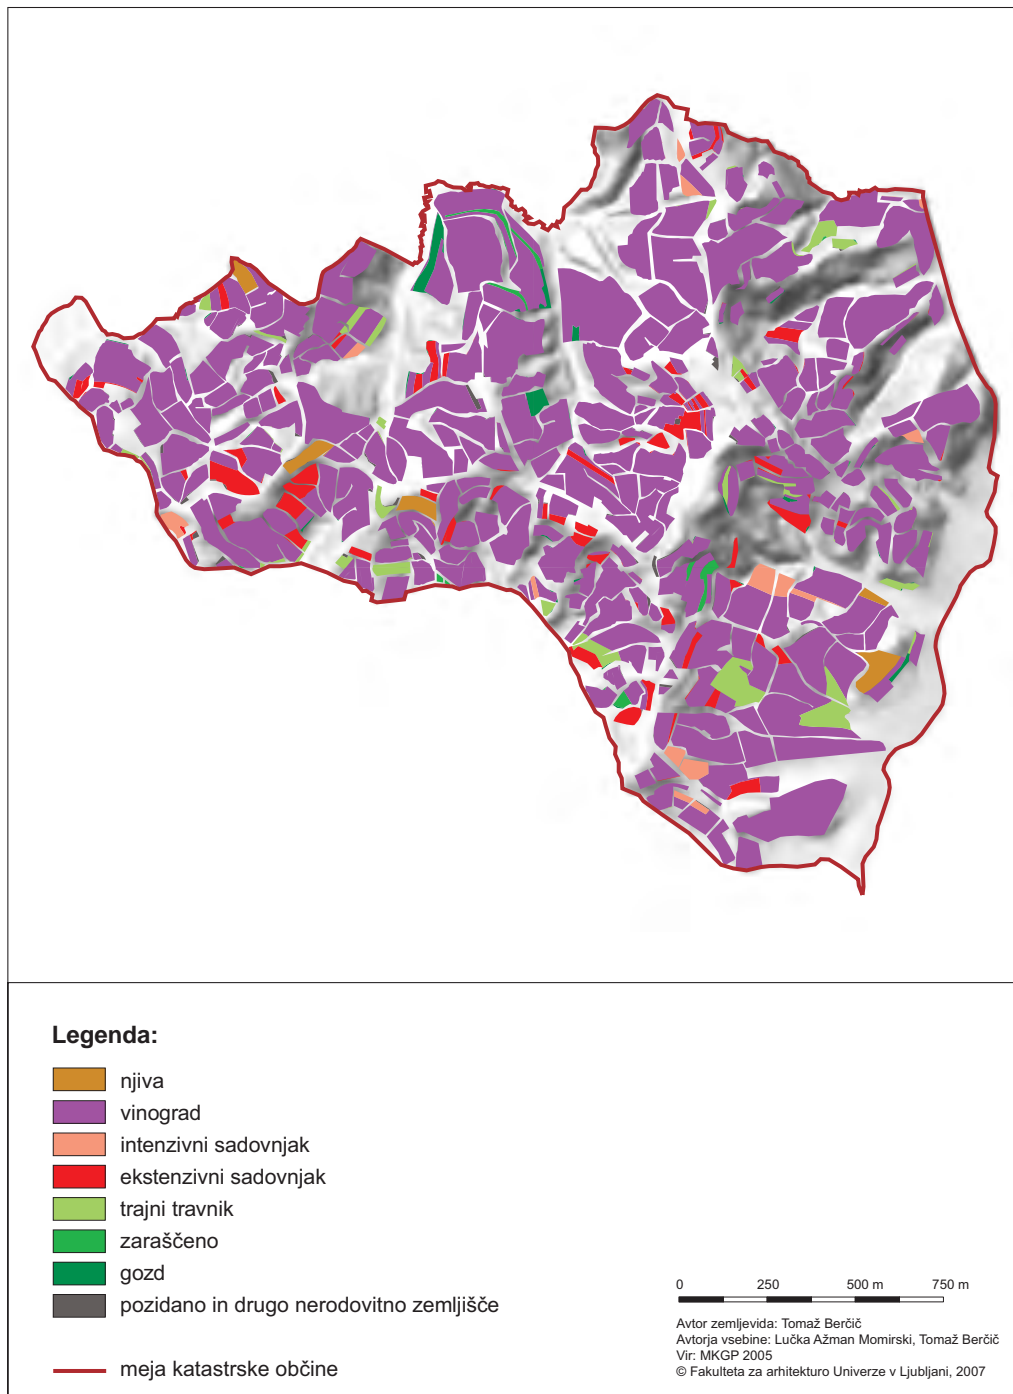 Legenda:
njiva
vinograd
intenzivni sadovnjak
ekstenzivni sadovnjak
trajni travnik
zaraščeno
gozd
pozidano in drugo nerodovitno zemljišče
meja katastrske občine
0 250 500 m 750 m
Avtor zemljevida: Tomaž Berčič
Avtorja vsebine: Lučka Ažman Momirski, Tomaž Berčič
Vir: MKGP 2005
© Fakulteta za arhitekturo Univerze v Ljubljani, 2007